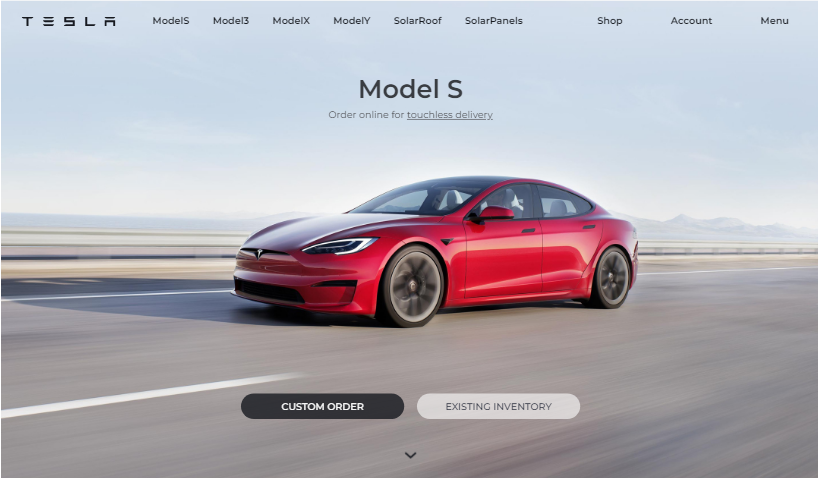 TESLA ModelS Model3 ModelX ModelY SolarRoof SolarPanels Shop Account Menu
Model S
Order online for touchless delivery
CUSTOM ORDER EXISTING INVENTORY